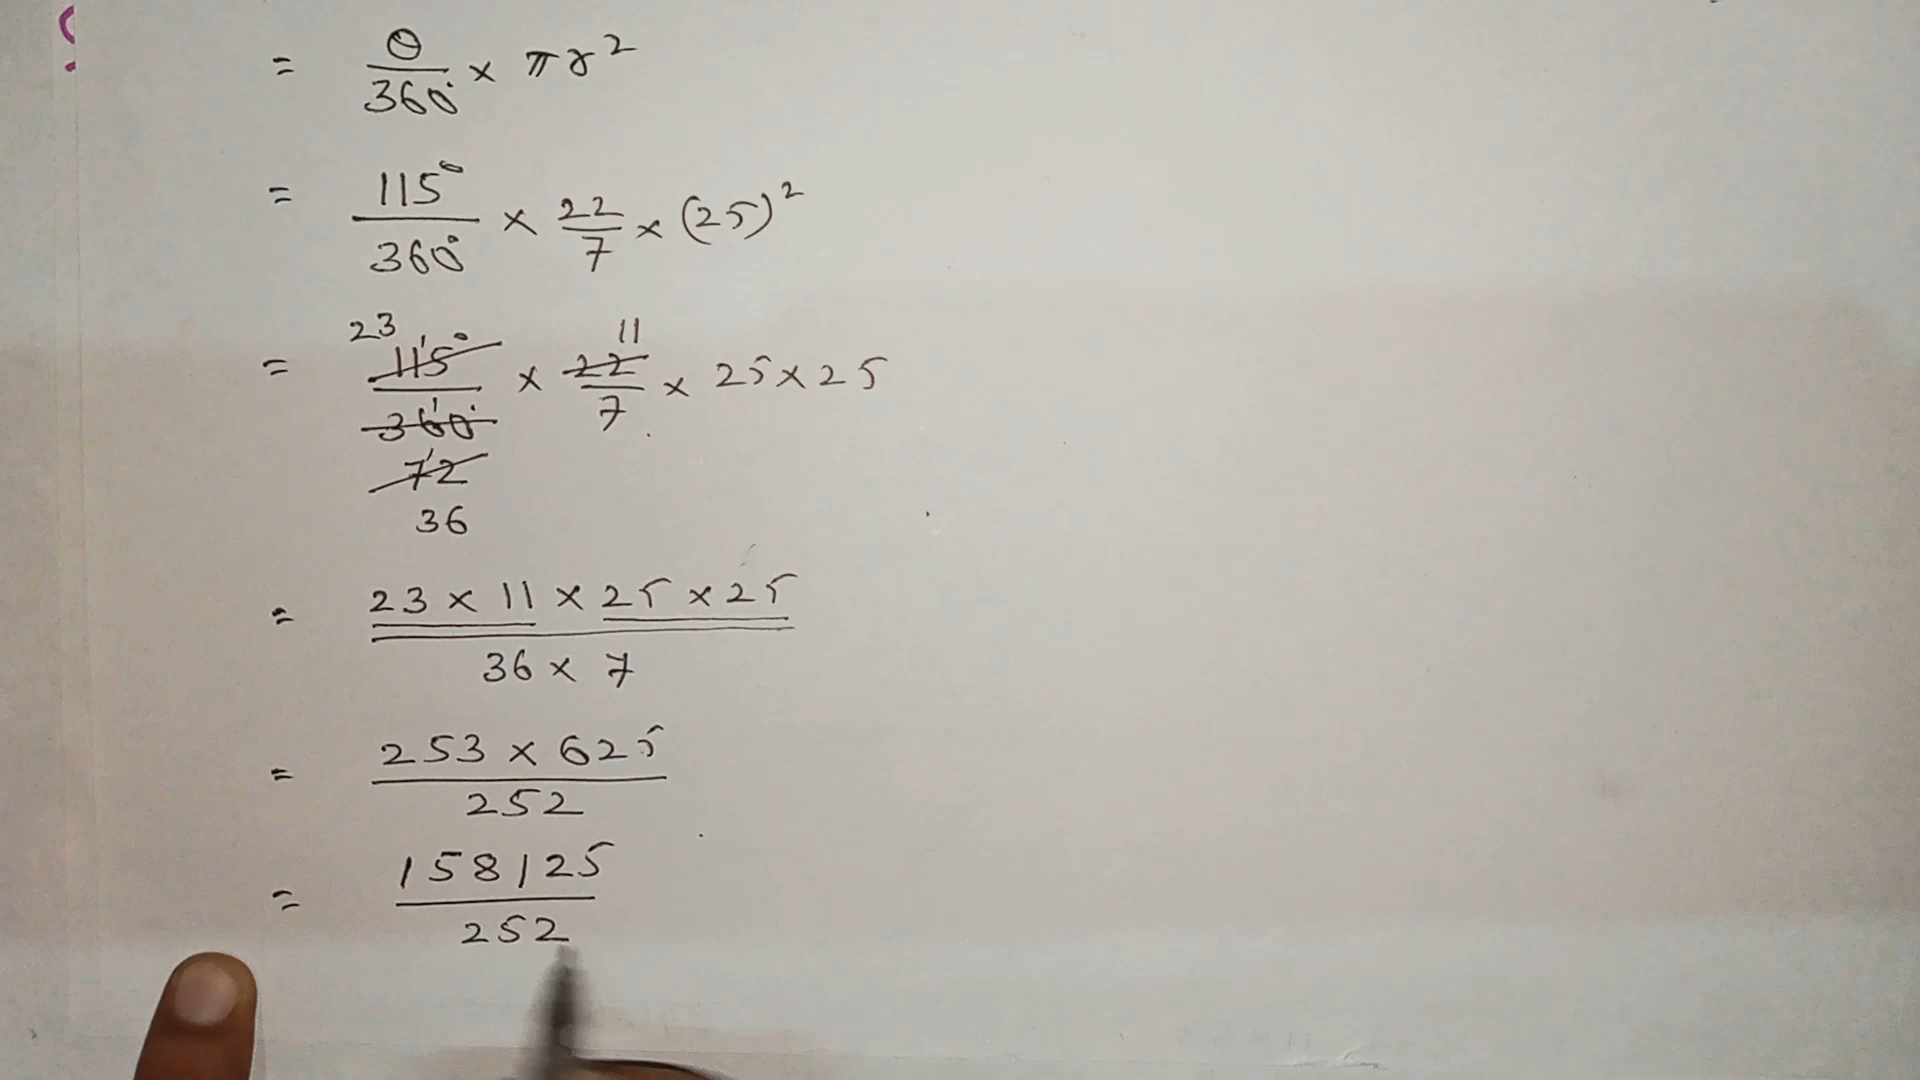 = θ/360° × πr²
= 115°/360° × 22/7 × (25)²
= 23 115°/360° 72 36 × 11 22/7 × 25 × 25
= 23 × 11 × 25 × 25 / 36 × 7
= 253 × 625 / 252
= 158125 / 252